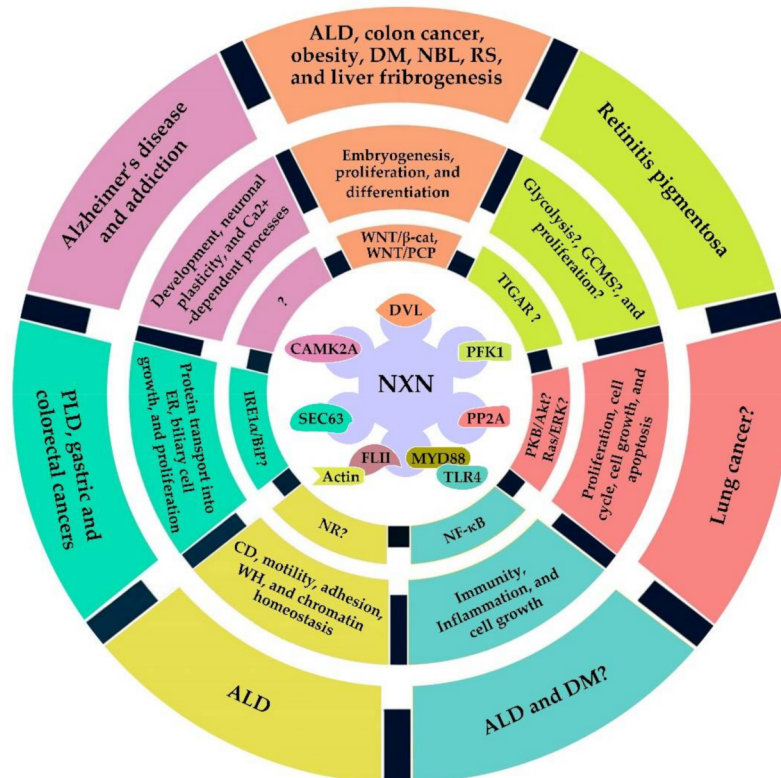 ALD, colon cancer,
obesity, DM, NBL, RS,
and liver fribrogenesis
Retinitis pigmentosa
Lung cancer?
ALD and DM?
ALD
PLD, gastric and
colorectal cancers
Alzheimer's disease
and addiction
Embryogenesis,
proliferation, and
differentiation
Glycolysis?, GCMS?, and
proliferation?
Proliferation, cell
cycle, cell growth, and
apoptosis
Immunity,
Inflammation, and
cell growth
CD, motility, adhesion,
WH, and chromatin
homeostasis
Protein transport into
ER, biliary cell
growth, and proliferation
Development, neuronal
plasticity, and Ca2+
-dependent processes
WNT/β-cat,
WNT/PCP
TIGAR ?
PKB/Akt?
Ras/ERK?
NF-κB
NR?
IRE1α/BiP?
?
DVL
PFK1
PP2A
MYD88
TLR4
FLII
Actin
SEC63
CAMK2A
NXN